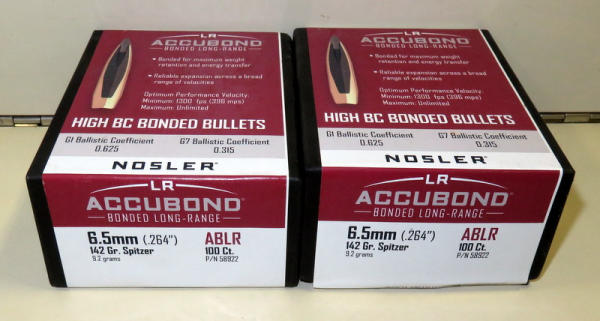 LR
ACCUBOND
BONDED LONG-RANGE
• Bonded for maximum weight
retention and energy transfer
• Reliable expansion across a broad
range of velocities
Optimum Performance Velocity:
Minimum: 1300 fps (396 mps)
Maximum: Unlimited
HIGH BC BONDED BULLETS
G1 Ballistic Coefficient
0.625
G7 Ballistic Coefficient
0.315
NOSLER
LR
ACCUBOND
BONDED LONG-RANGE
6.5mm (.264")
142 Gr. Spitzer
9.2 grams
ABLR
100 Ct.
P/N 58922
LR
ACCUBOND
BONDED LONG-RANGE
• Bonded for maximum weight
retention and energy transfer
• Reliable expansion across a broad
range of velocities
Optimum Performance Velocity:
Minimum: 1300 fps (396 mps)
Maximum: Unlimited
HIGH BC BONDED BULLETS
G1 Ballistic Coefficient
0.625
G7 Ballistic Coefficient
0.315
NOSLER
LR
ACCUBOND
BONDED LONG-RANGE
6.5mm (.264")
142 Gr. Spitzer
9.2 grams
ABLR
100 Ct.
P/N 58922